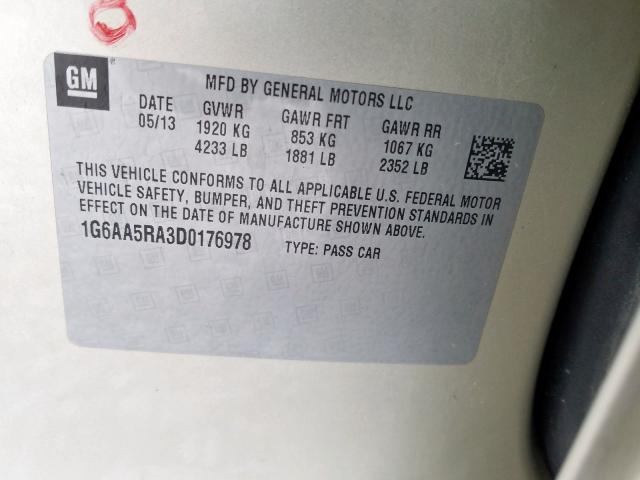 GM
MFD BY GENERAL MOTORS LLC
DATE GVWR GAWR FRT GAWR RR
05/13 1920 KG 853 KG 1067 KG
4233 LB 1881 LB 2352 LB
THIS VEHICLE CONFORMS TO ALL APPLICABLE U.S. FEDERAL MOTOR
VEHICLE SAFETY, BUMPER, AND THEFT PREVENTION STANDARDS IN
EFFECT ON THE DATE OF MANUFACTURE SHOWN ABOVE.
1G6AA5RA3D0176978 TYPE: PASS CAR